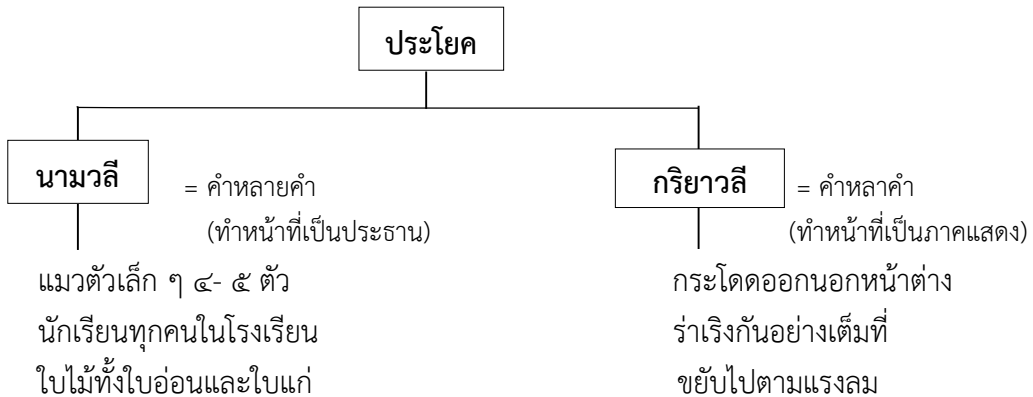 ประโยค
นามวลี
= คำหลายคำ
(ทำหน้าที่เป็นประธาน)
กริยาวลี
= คำหลาคำ
(ทำหน้าที่เป็นภาคแสดง)
แมวตัวเล็ก ๆ ๔- ๕ ตัว
นักเรียนทุกคนในโรงเรียน
ใบไม้ทั้งใบอ่อนและใบแก่
กระโดดออกนอกหน้าต่าง
ร่าเริงกันอย่างเต็มที่
ขยับไปตามแรงลม